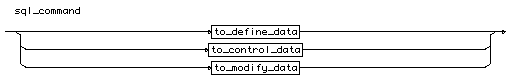 sql_command
to_define_data
to_control_data
to_modify_data